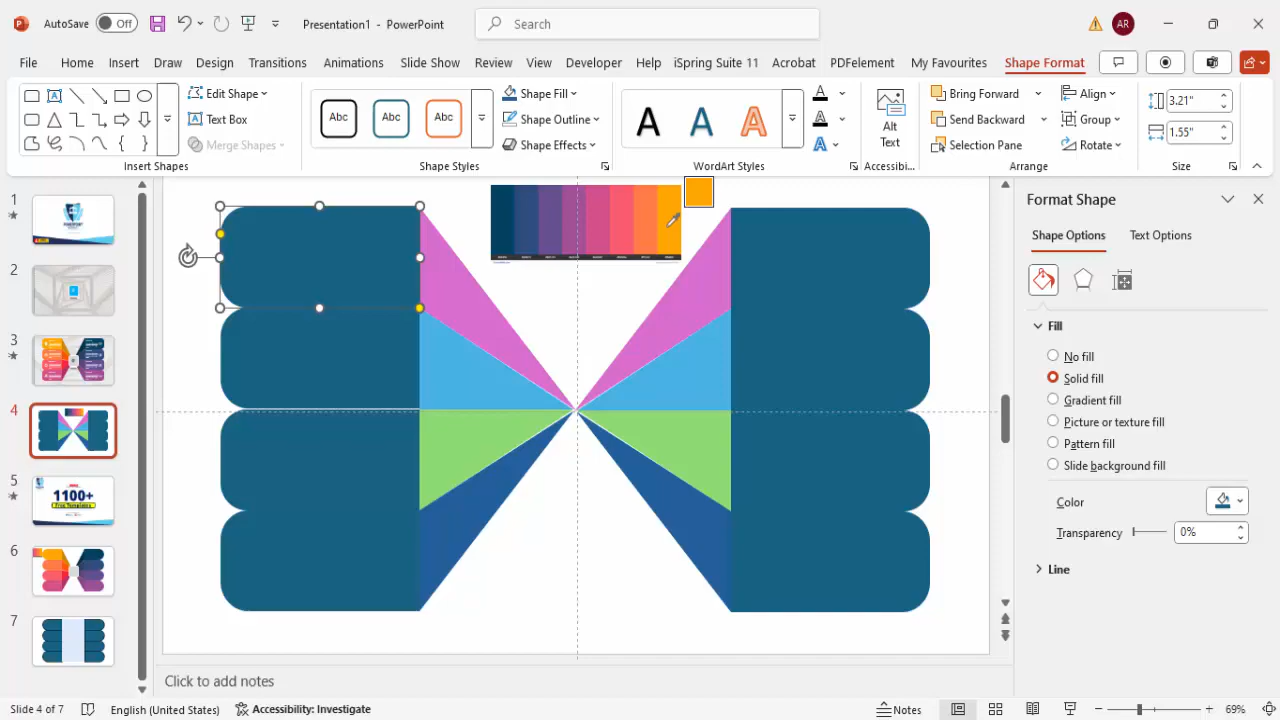 AutoSave Off
Presentation1 - PowerPoint
Search
AR
File Home Insert Draw Design Transitions Animations Slide Show Review View Developer Help iSpring Suite 11 Acrobat PDFelement My Favourites Shape Format
Edit Shape
Text Box
Merge Shapes
Insert Shapes
Abc Abc Abc
Shape Fill
Shape Outline
Shape Effects
Shape Styles
A A A
WordArt Styles
Alt
Text
Accessibi...
Bring Forward
Send Backward
Selection Pane
Align
Group
Rotate
Arrange
3.21"
1.55"
Size
1
2
3
4
5
1100+
6
7
Format Shape
Shape Options Text Options
Fill
No fill
Solid fill
Gradient fill
Picture or texture fill
Pattern fill
Slide background fill
Color
Transparency 0%
Line
Click to add notes
Slide 4 of 7 English (United States) Accessibility: Investigate Notes 69%